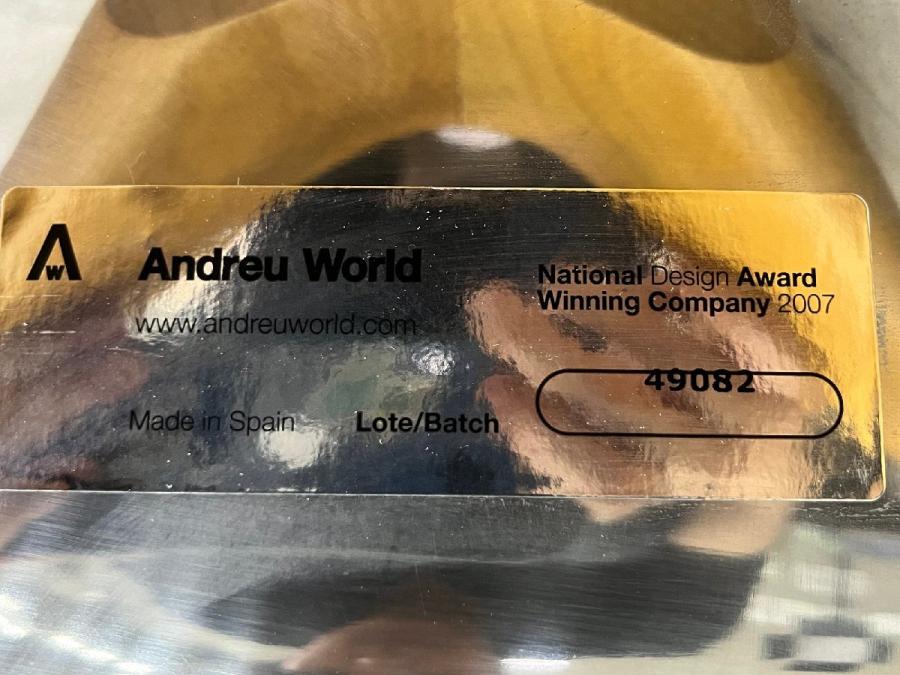 Aw
Andreu World
www.andreuworld.com
National Design Award
Winning Company 2007
49082
Made in Spain
Lote/Batch